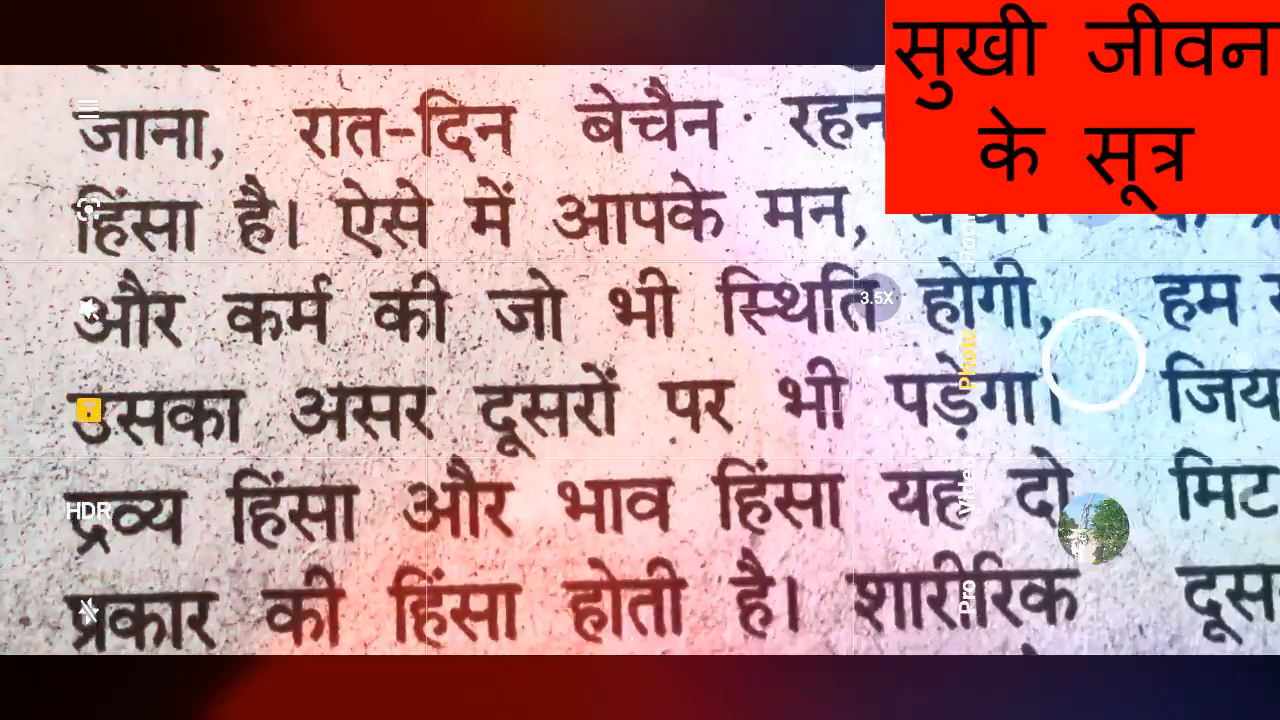 सुखी जीवन
के सूत्र
जाना, रात-दिन बेचैन
हिंसा है। ऐसे में आपके मन,
और कर्म की जो भी स्थिति होगी,
उसका असर दूसरों पर भी पड़ेगा।
द्रव्य हिंसा और भाव हिंसा यह दो
प्रकार की हिंसा होती है। शारीरिक
हम
3.5X
Photo
Video
Pro
HDR